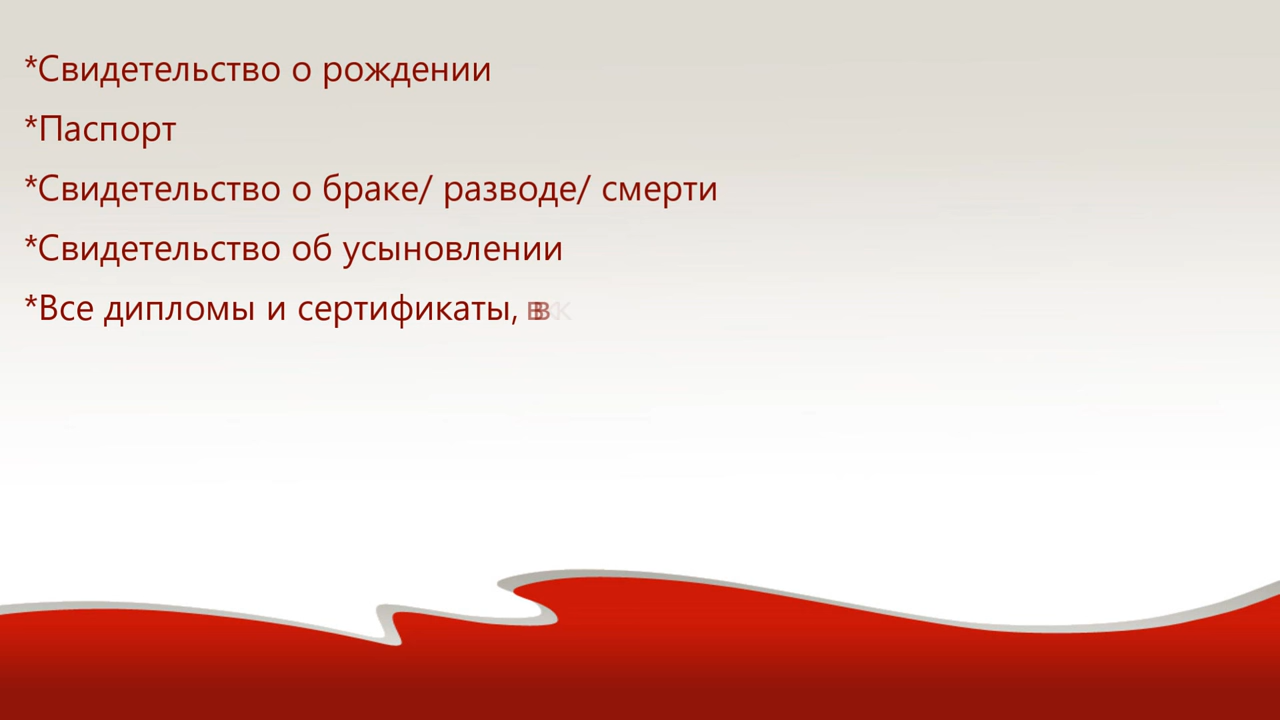 *Свидетельство о рождении
*Паспорт
*Свидетельство о браке/ разводе/ смерти
*Свидетельство об усыновлении
*Все дипломы и сертификаты,